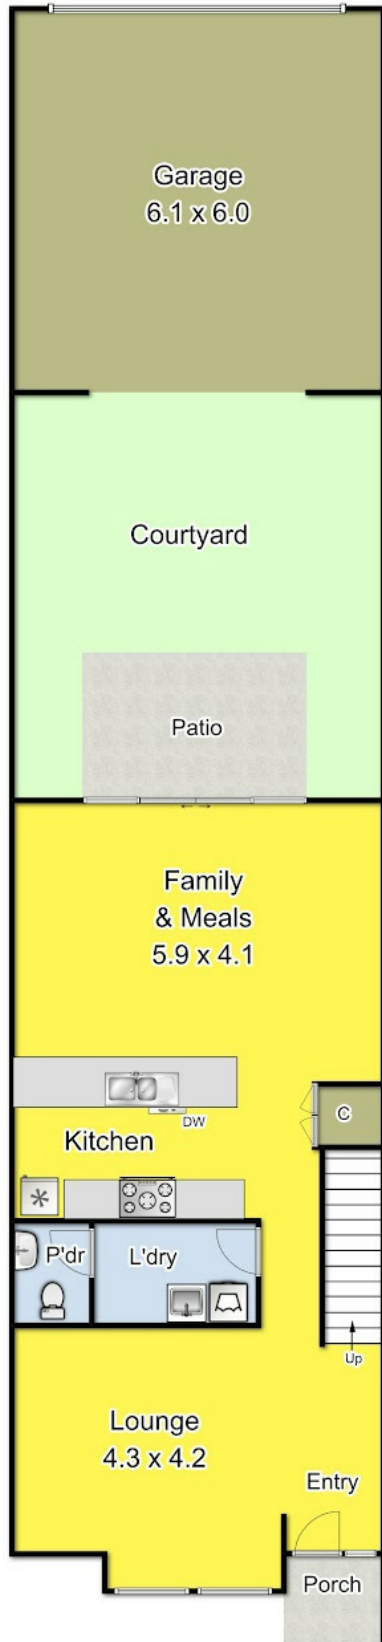 Garage
6.1 x 6.0
Courtyard
Patio
Family
& Meals
5.9 x 4.1
DW
C
Kitchen
P'dr
L'dry
Up
Lounge
4.3 x 4.2
Entry
Porch